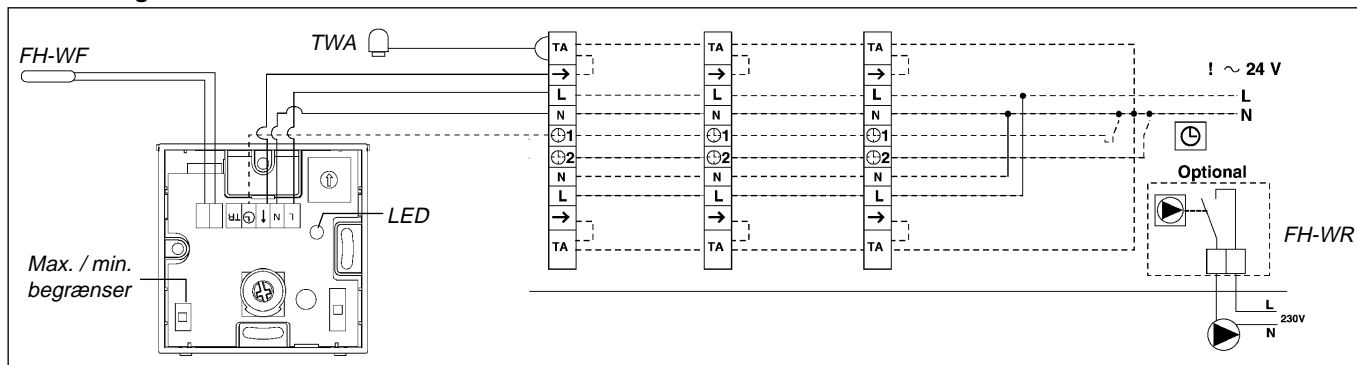 FH-WF
TWA
TA TA TA
→ → →
L L L
N N N
1 1 1
2 2 2
N N N
L L L
→ → →
TA TA TA
! ~ 24 V
L
N
Optional
FH-WR
L
230V
N
TR ↓ N L
LED
Max. / min.
begrænser